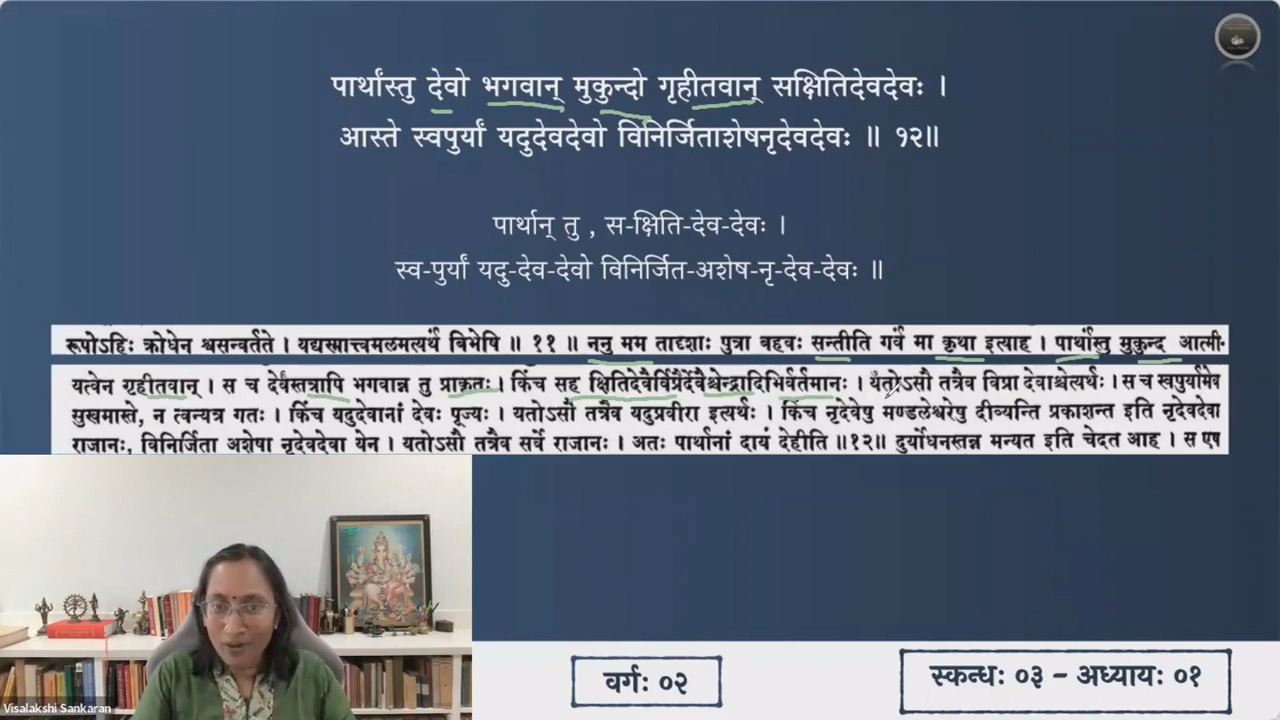 पार्थांस्तु देवो भगवान् मुकुन्दो गृहीतवान् सक्षितिदेवदेवः ।
आस्ते स्वपुर्यां यदुदेवदेवो विनिर्जिताशेषनृदेवदेवः ॥ १२॥
पार्थान् तु , स-क्षिति-देव-देवः ।
स्व-पुर्यां यदु-देव-देवो विनिर्जित-अशेष-नृ-देव-देवः ॥
रूपोऽहिः क्रोधेन श्वसन्वर्तते । यद्यस्मात्त्वमलमत्यर्थं बिभेषि ॥ ११ ॥ ननु मम तादृशाः पुत्रा बहवः सन्तीति गर्वं मा कृथा इत्याह । पार्थांस्तु मुकुन्द आत्मी-
यत्वेन गृहीतवान् । स च देवस्तत्रापि भगवान्न तु प्राकृतः । किंच सह क्षितिदेवैर्विप्रैर्देवैश्चेन्द्रादिभिर्वर्तमानः । यतोऽसौ तत्रैव विप्रा देवाश्चेत्यर्थः । स च स्वपुर्यामेव
सुखमास्ते, न त्वन्यत्र गतः । किंच यदुदेवानां देवः पूज्यः । यतोऽसौ तत्रैव यदुप्रवीरा इत्यर्थः । किंच नृदेवेषु मण्डलेश्वरेषु दीव्यन्ति प्रकाशन्त इति नृदेवदेवा
राजानः, विनिर्जिता अशेषा नृदेवदेवा येन । यतोऽसौ तत्रैव सर्वे राजानः । अतः पार्थानां दायं देहीति ॥१२॥ दुर्योधनस्तन्न मन्यत इति चेदत आह । स एष
Visalakshi Sankaran
वर्गः ०२
स्कन्धः ०३ - अध्यायः ०१